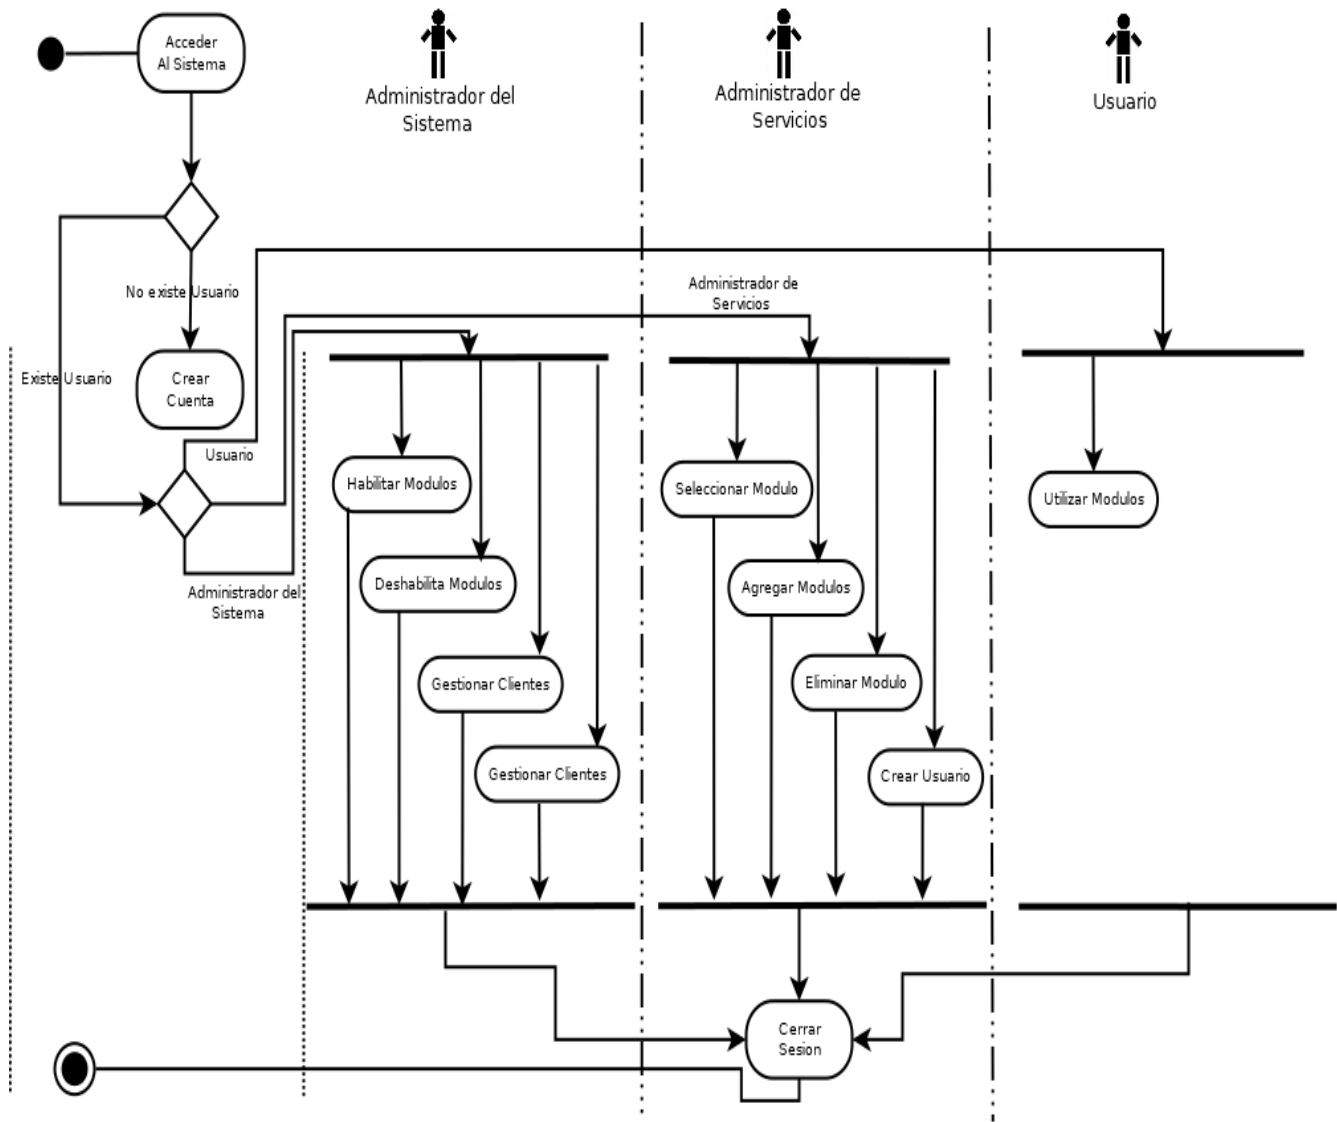 Acceder
Al Sistema
Administrador del
Sistema
Administrador de
Servicios
Usuario
No existe Usuario
Administrador de
Servicios
Existe Usuario
Crear
Cuenta
Usuario
Administrador del
Sistema
Habilitar Modulos
Deshabilita Modulos
Gestionar Clientes
Gestionar Clientes
Seleccionar Modulo
Agregar Modulos
Eliminar Modulo
Crear Usuario
Utilizar Modulos
Cerrar
Sesion